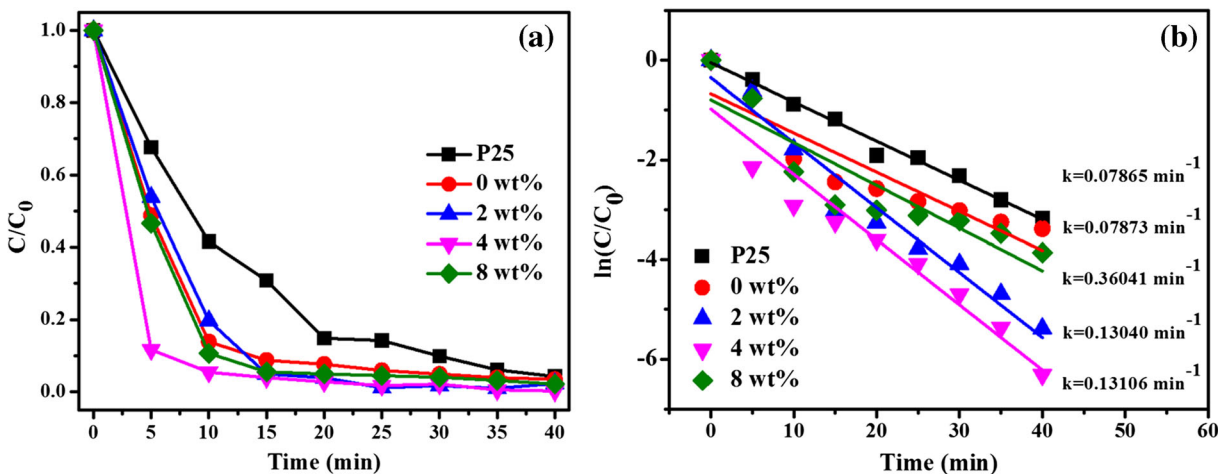 (a)
1.0
0.8
0.6
0.4
0.2
0.0
C/C0
P25
0 wt%
2 wt%
4 wt%
8 wt%
0 5 10 15 20 25 30 35 40
Time (min)
(b)
0
-2
-4
-6
ln(C/C0)
k=0.07865 min-1
k=0.07873 min-1
k=0.36041 min-1
k=0.13040 min-1
k=0.13106 min-1
P25
0 wt%
2 wt%
4 wt%
8 wt%
0 10 20 30 40 50 60
Time (min)